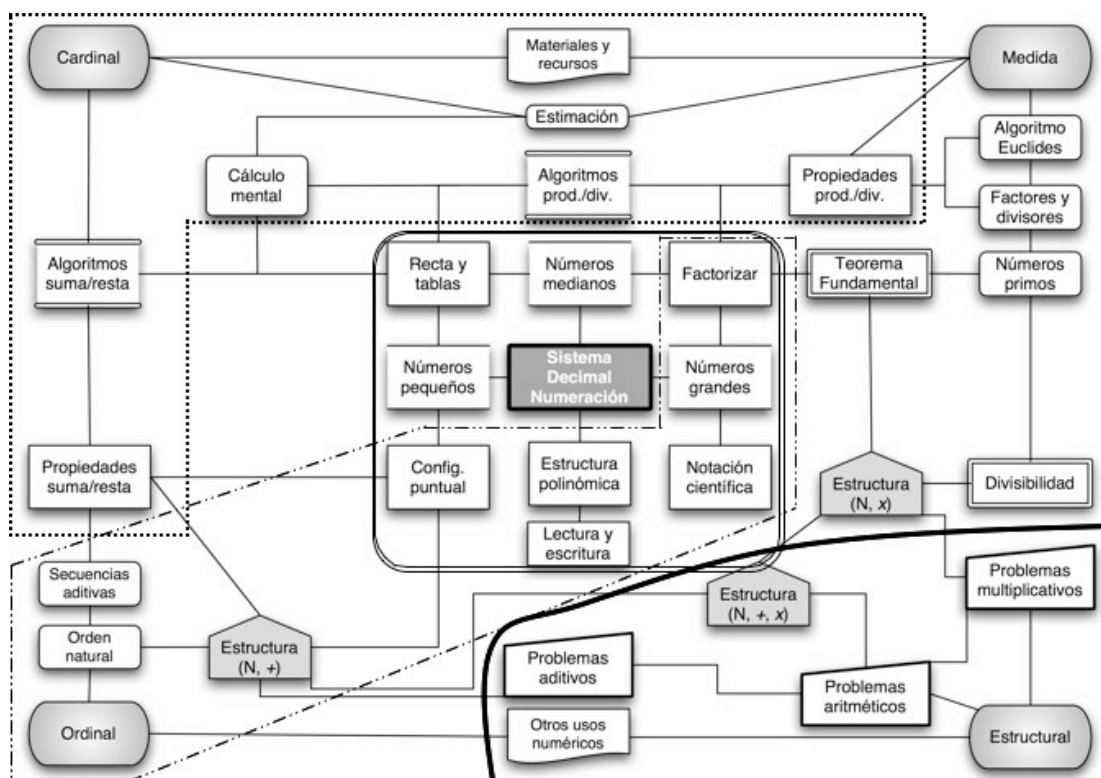 Cardinal
Materiales y
recursos
Medida
Estimación
Algoritmo
Euclides
Cálculo
mental
Algoritmos
prod./div.
Propiedades
prod./div.
Factores y
divisores
Algoritmos
suma/resta
Recta y
tablas
Números
medianos
Factorizar
Teorema
Fundamental
Números
primos
Números
pequeños
Sistema
Decimal
Numeración
Números
grandes
Propiedades
suma/resta
Config.
puntual
Estructura
polinómica
Notación
científica
Estructura
(N, x)
Divisibilidad
Lectura y
escritura
Secuencias
aditivas
Estructura
(N, +, x)
Problemas
multiplicativos
Orden
natural
Estructura
(N, +)
Problemas
aditivos
Problemas
aritméticos
Ordinal
Otros usos
numéricos
Estructural